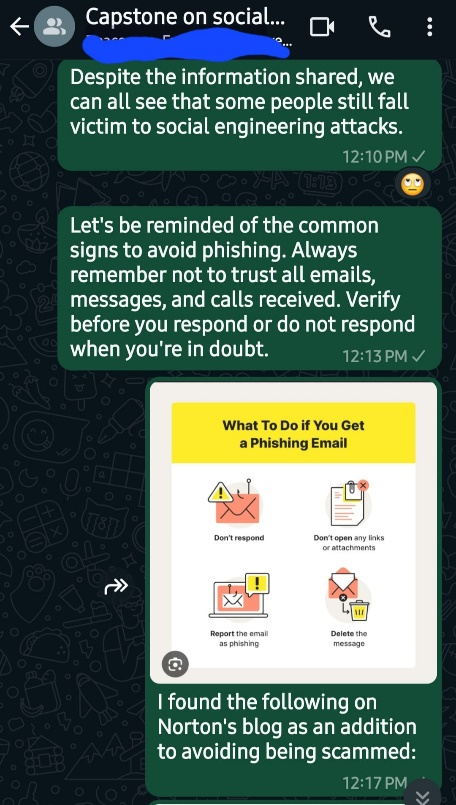 Capstone on social...
Despite the information shared, we
can all see that some people still fall
victim to social engineering attacks.
12:10 PM
Let's be reminded of the common
signs to avoid phishing. Always
remember not to trust all emails,
messages, and calls received. Verify
before you respond or do not respond
when you're in doubt.
12:13 PM
What To Do if You Get
a Phishing Email
Don't respond
Don't open any links
or attachments
Report the email
as phishing
Delete the
message
I found the following on
Norton's blog as an addition
to avoiding being scammed:
12:17 PM